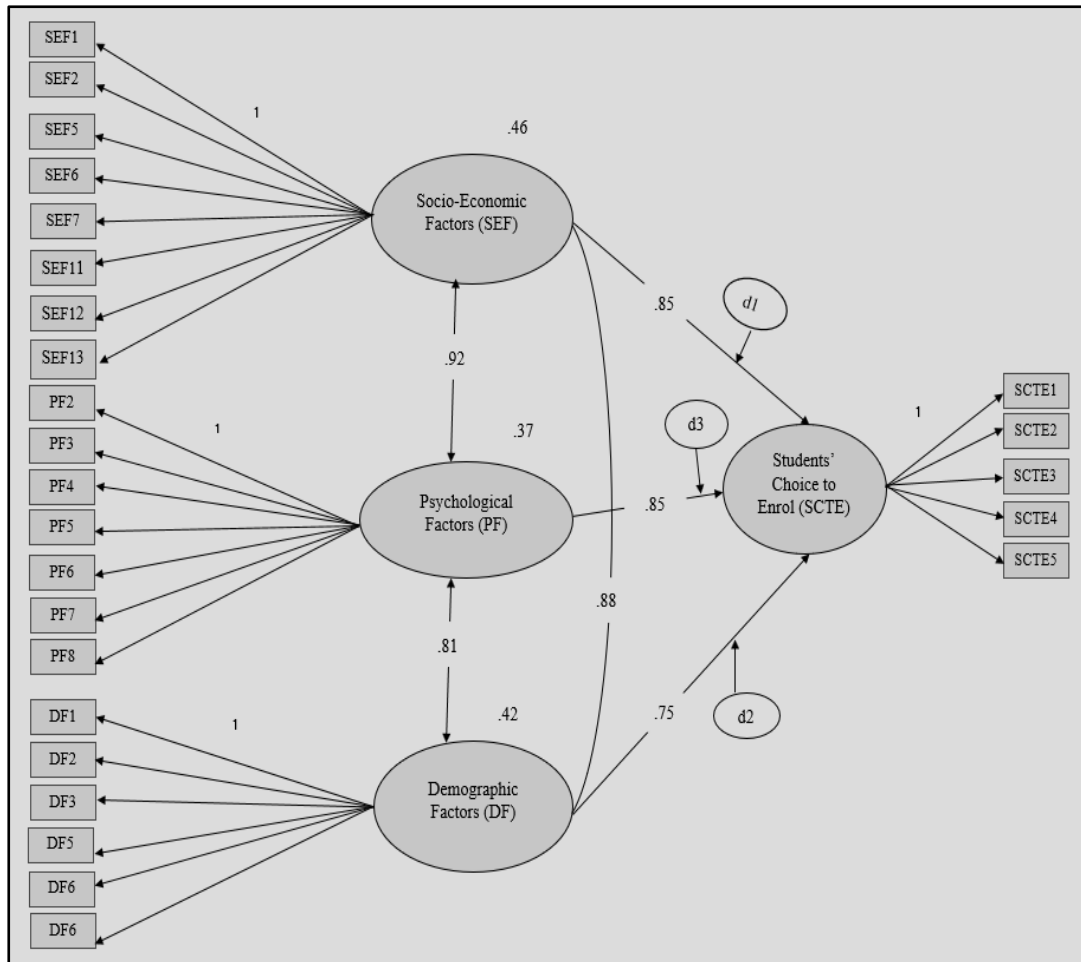 SEF1
SEF2
SEF5
SEF6
SEF7
SEF11
SEF12
SEF13
1
.46
Socio-Economic
Factors (SEF)
.85
d1
.92
PF2
PF3
PF4
PF5
PF6
PF7
PF8
1
.37
Psychological
Factors (PF)
.85
d3
.88
.81
DF1
DF2
DF3
DF5
DF6
DF6
1
.42
Demographic
Factors (DF)
.75
d2
Students’
Choice to
Enrol (SCTE)
1
SCTE1
SCTE2
SCTE3
SCTE4
SCTE5